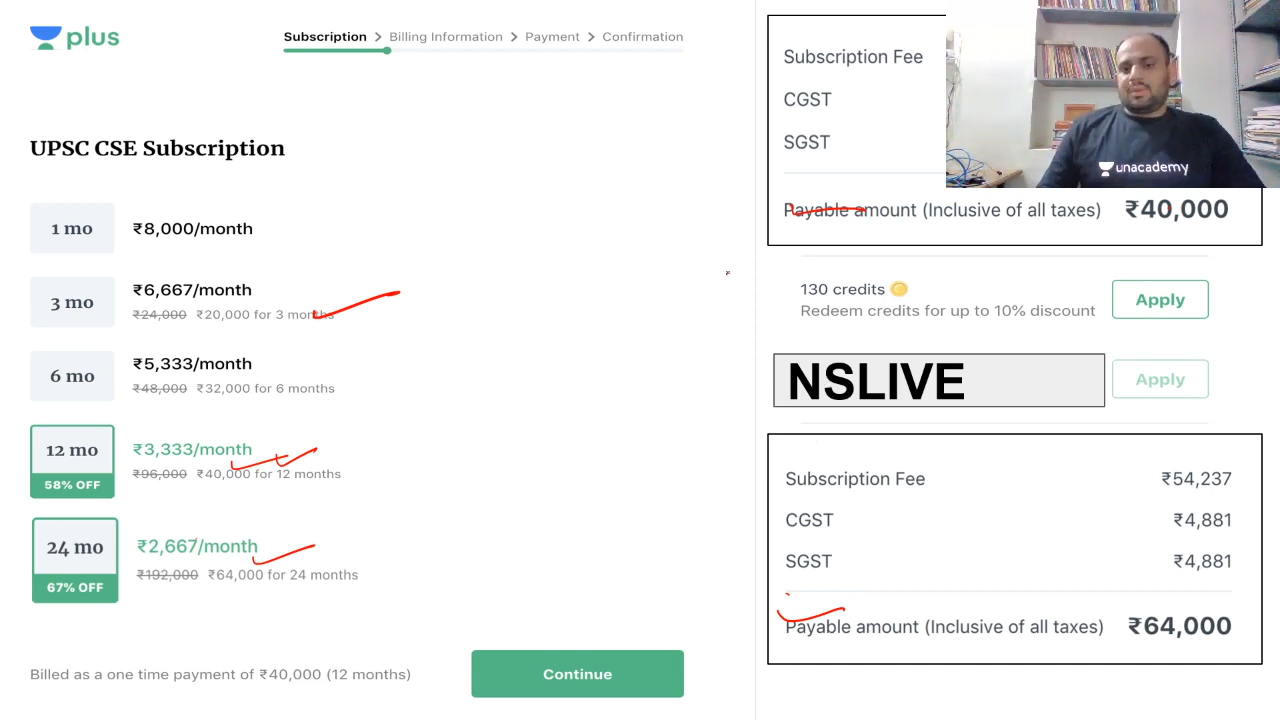 plus
Subscription > Billing Information > Payment > Confirmation
UPSC CSE Subscription
1 mo
₹8,000/month
3 mo
₹6,667/month
₹24,000 ₹20,000 for 3 months
6 mo
₹5,333/month
₹48,000 ₹32,000 for 6 months
12 mo
58% OFF
₹3,333/month
₹96,000 ₹40,000 for 12 months
24 mo
67% OFF
₹2,667/month
₹192,000 ₹64,000 for 24 months
Billed as a one time payment of ₹40,000 (12 months)
Continue
Subscription Fee
CGST
SGST
unacademy
Payable amount (Inclusive of all taxes) ₹40,000
130 credits
Redeem credits for up to 10% discount
Apply
NSLIVE
Apply
Subscription Fee ₹54,237
CGST ₹4,881
SGST ₹4,881
Payable amount (Inclusive of all taxes) ₹64,000